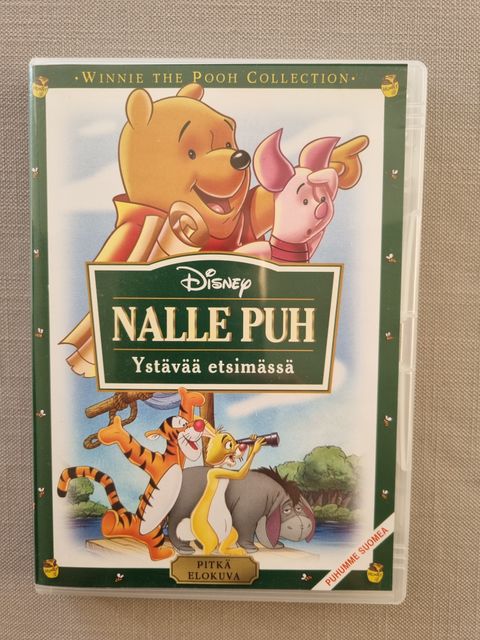 · WINNIE THE POOH COLLECTION ·
Disney
NALLE PUH
Ystävää etsimässä
PITKÄ
ELOKUVA
PUHUMME SUOMEA